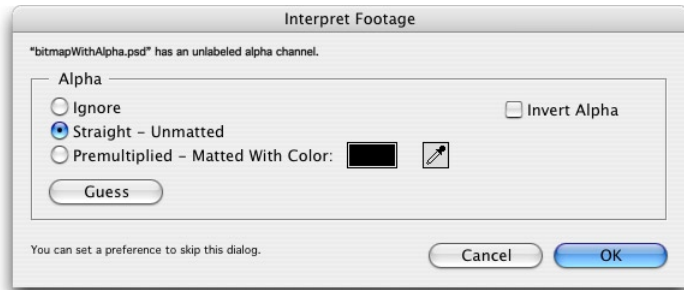 Interpret Footage
"bitmapWithAlpha.psd" has an unlabeled alpha channel.
Alpha
Ignore
Invert Alpha
Straight - Unmatted
Premultiplied - Matted With Color:
Guess
You can set a preference to skip this dialog.
Cancel
OK